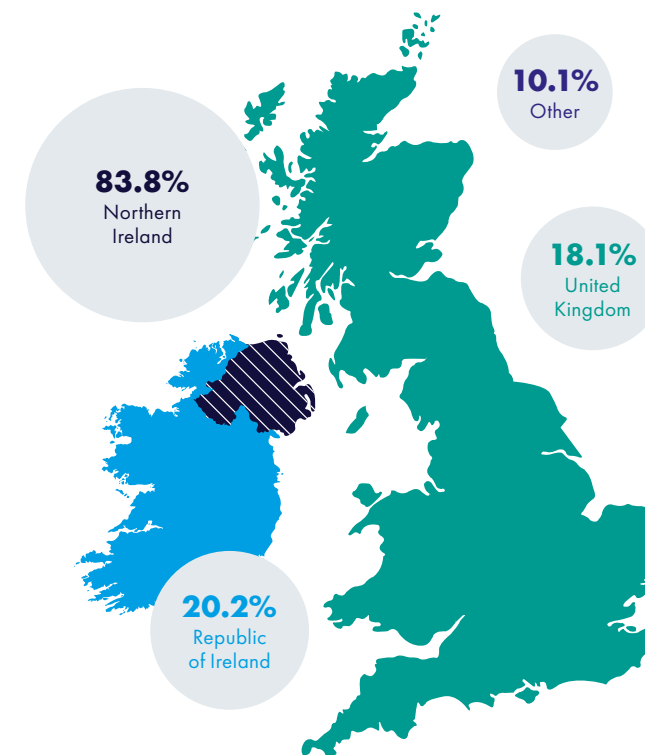 10.1%
Other
83.8%
Northern
Ireland
18.1%
United
Kingdom
20.2%
Republic
of Ireland